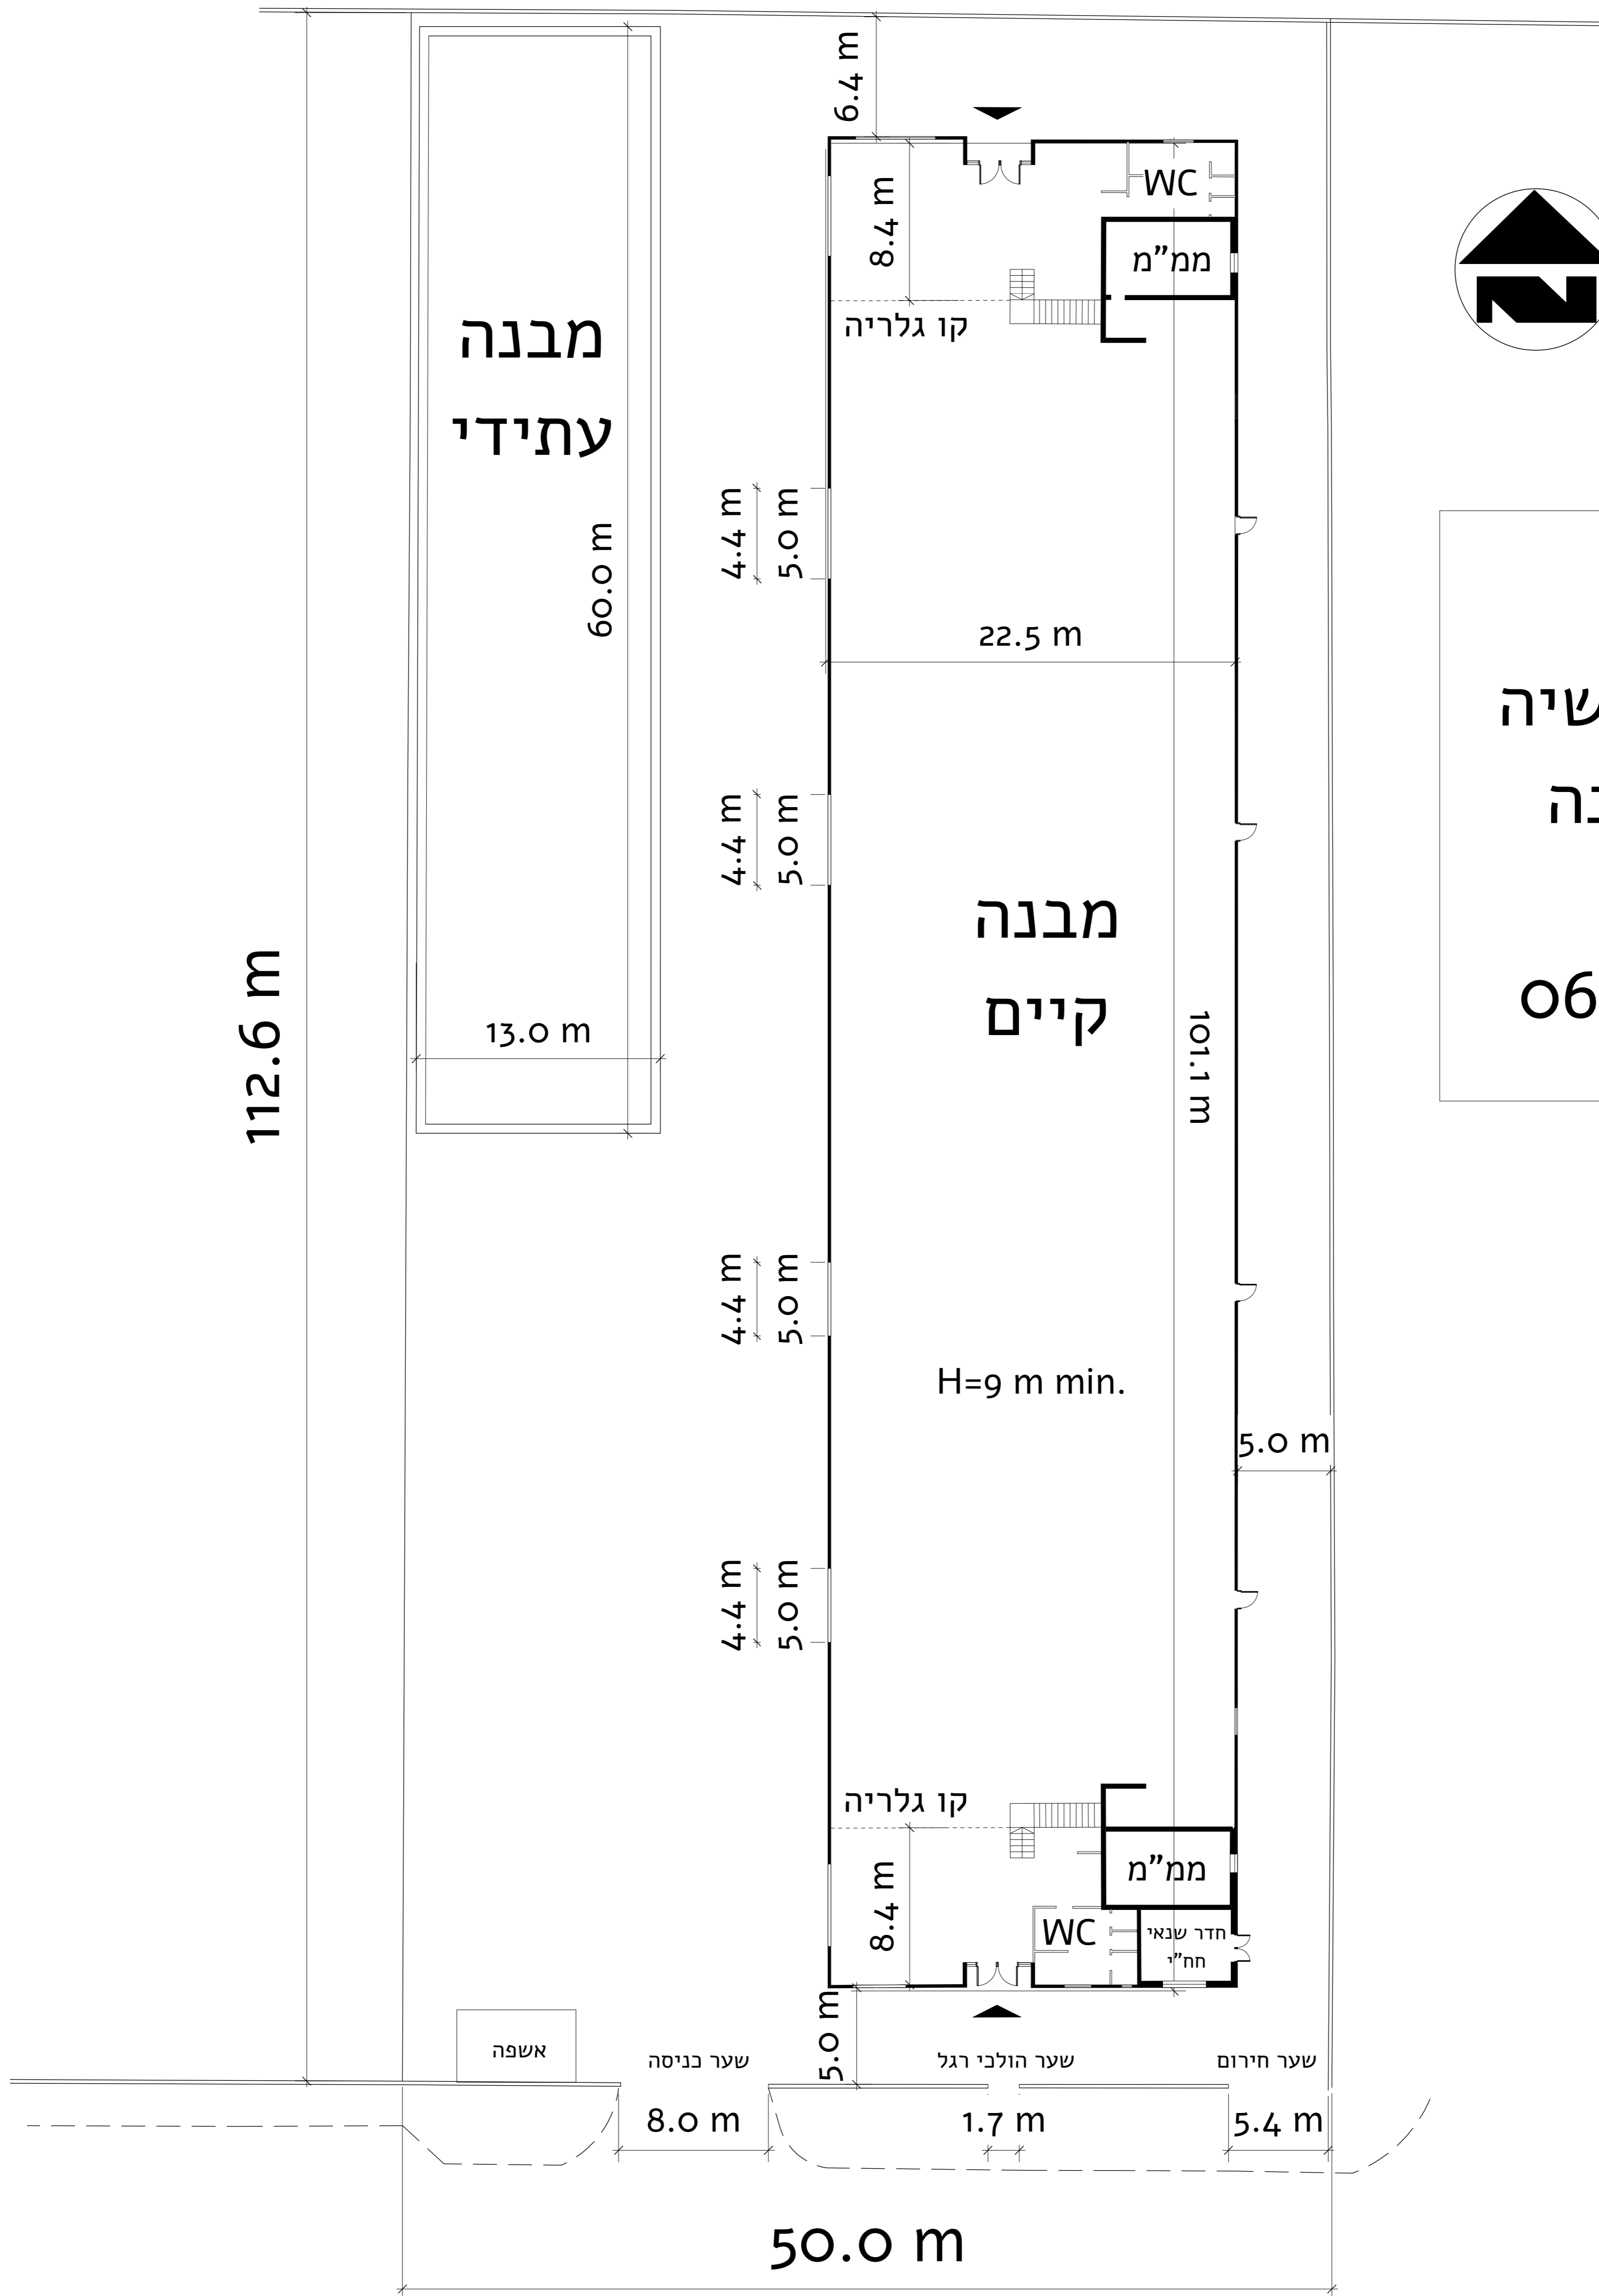 6.4 m
8.4 m
WC
ממ"מ
קו גלריה
מבנה
עתידי
60.0 m
4.4 m
5.0 m
22.5 m
4.4 m
5.0 m
מבנה
קיים
06
13.0 m
101.1 m
112.6 m
4.4 m
5.0 m
H=9 m min.
5.0 m
4.4 m
5.0 m
קו גלריה
ממ"מ
8.4 m
WC
חדר שנאי
חח"י
5.0 m
אשפה
שער כניסה
שער הולכי רגל
שער חירום
8.0 m
1.7 m
5.4 m
50.0 m